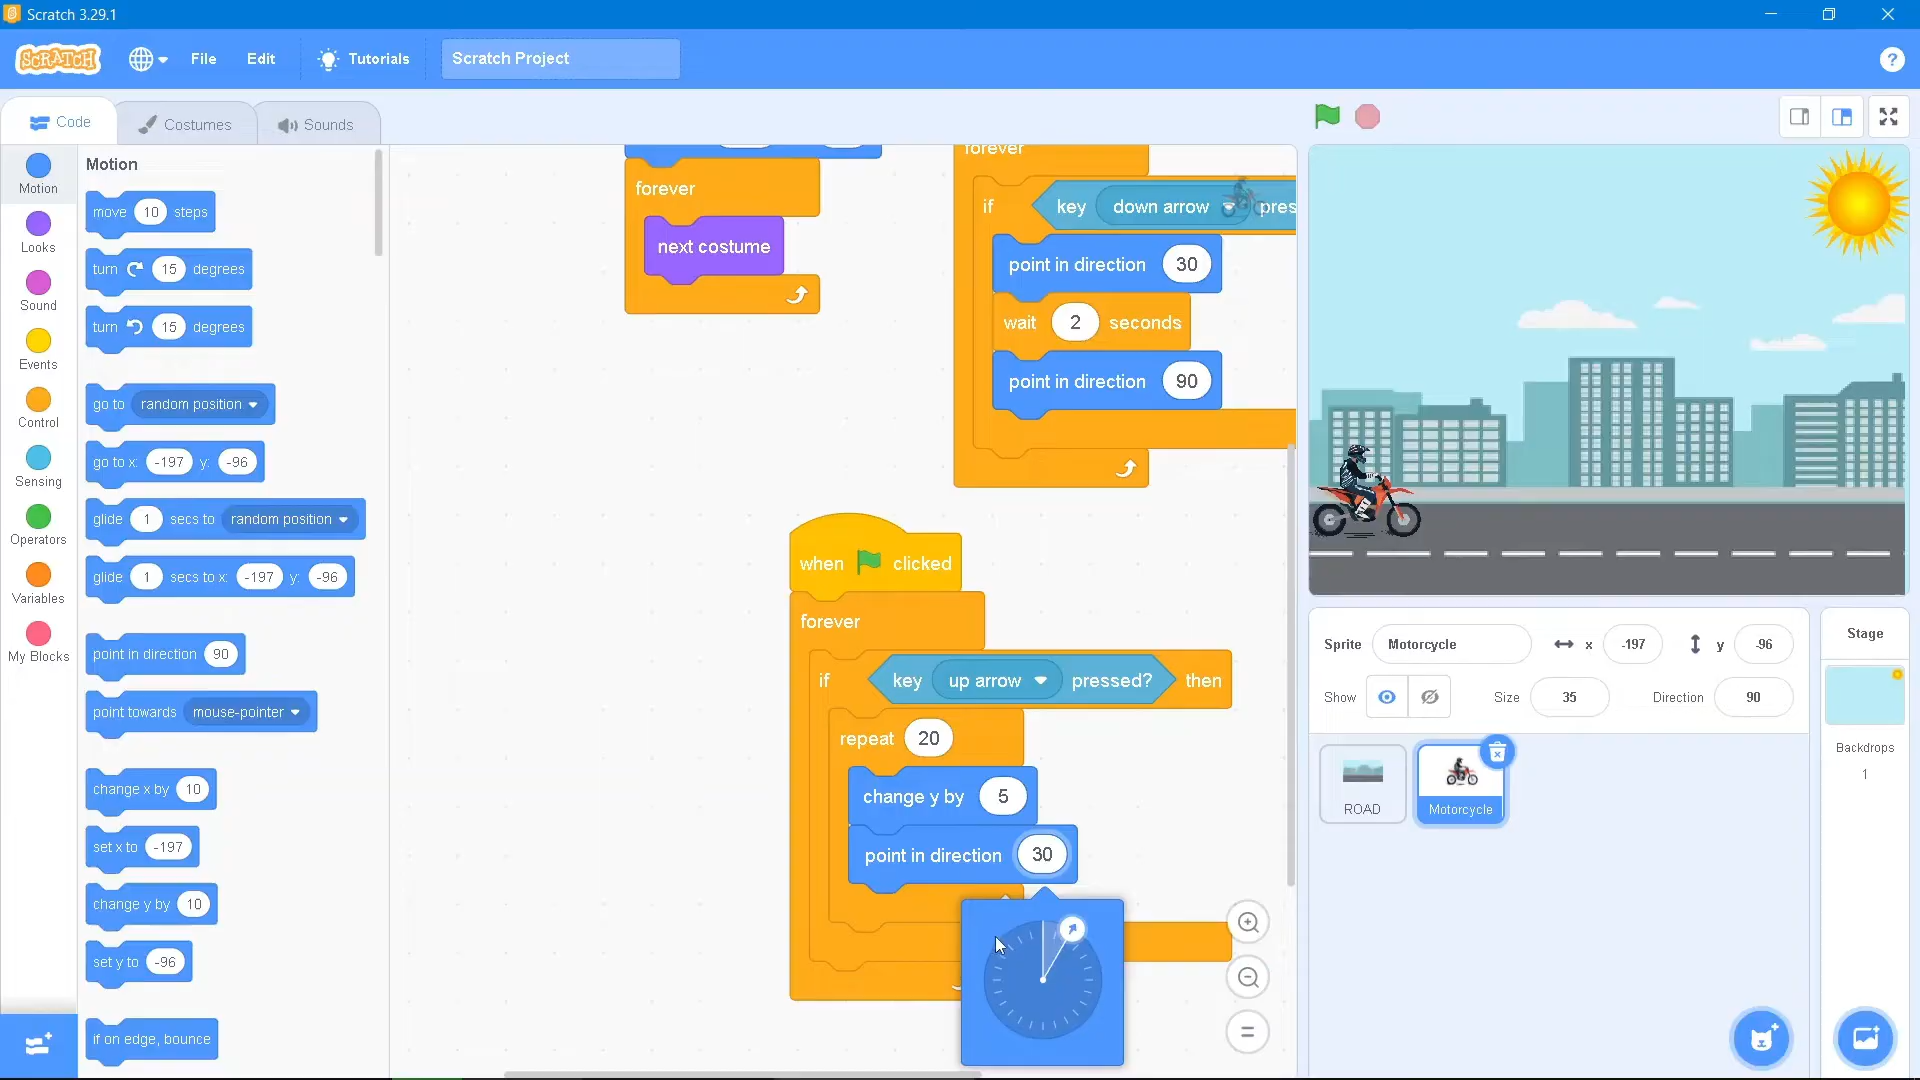 Scratch 3.29.1
SCRATCH
File
Edit
Tutorials
Scratch Project
?
Code
Costumes
Sounds
Motion
Looks
Sound
Events
Control
Sensing
Operators
Variables
My Blocks
Motion
move 10 steps
turn 15 degrees
turn 15 degrees
go to random position
go to x: -197 y: -96
glide 1 secs to random position
glide 1 secs to x: -197 y: -96
point in direction 90
point towards mouse-pointer
change x by 10
set x to -197
change y by 10
set y to -96
if on edge, bounce
forever
next costume
forever
if key down arrow pres
point in direction 30
wait 2 seconds
point in direction 90
when clicked
forever
if key up arrow pressed? then
repeat 20
change y by 5
point in direction 30
Sprite Motorcycle x -197 y -96
Show Size 35 Direction 90
ROAD
Motorcycle
Stage
Backdrops
1